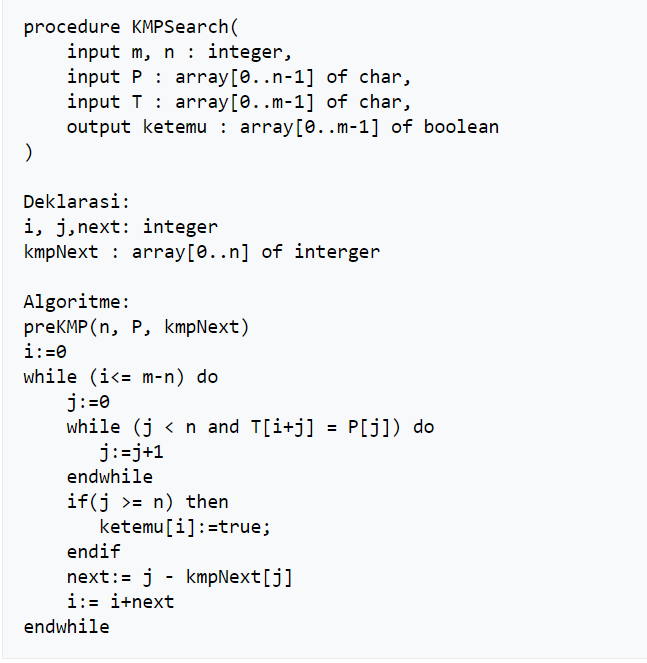 procedure KMPSearch(
    input m, n : integer,
    input P : array[0..n-1] of char,
    input T : array[0..m-1] of char,
    output ketemu : array[0..m-1] of boolean
)

Deklarasi:
i, j,next: integer
kmpNext : array[0..n] of interger

Algoritme:
preKMP(n, P, kmpNext)
i:=0
while (i<= m-n) do
    j:=0
    while (j < n and T[i+j] = P[j]) do
       j:=j+1
    endwhile
    if(j >= n) then
       ketemu[i]:=true;
    endif
    next:= j - kmpNext[j]
    i:= i+next
endwhile